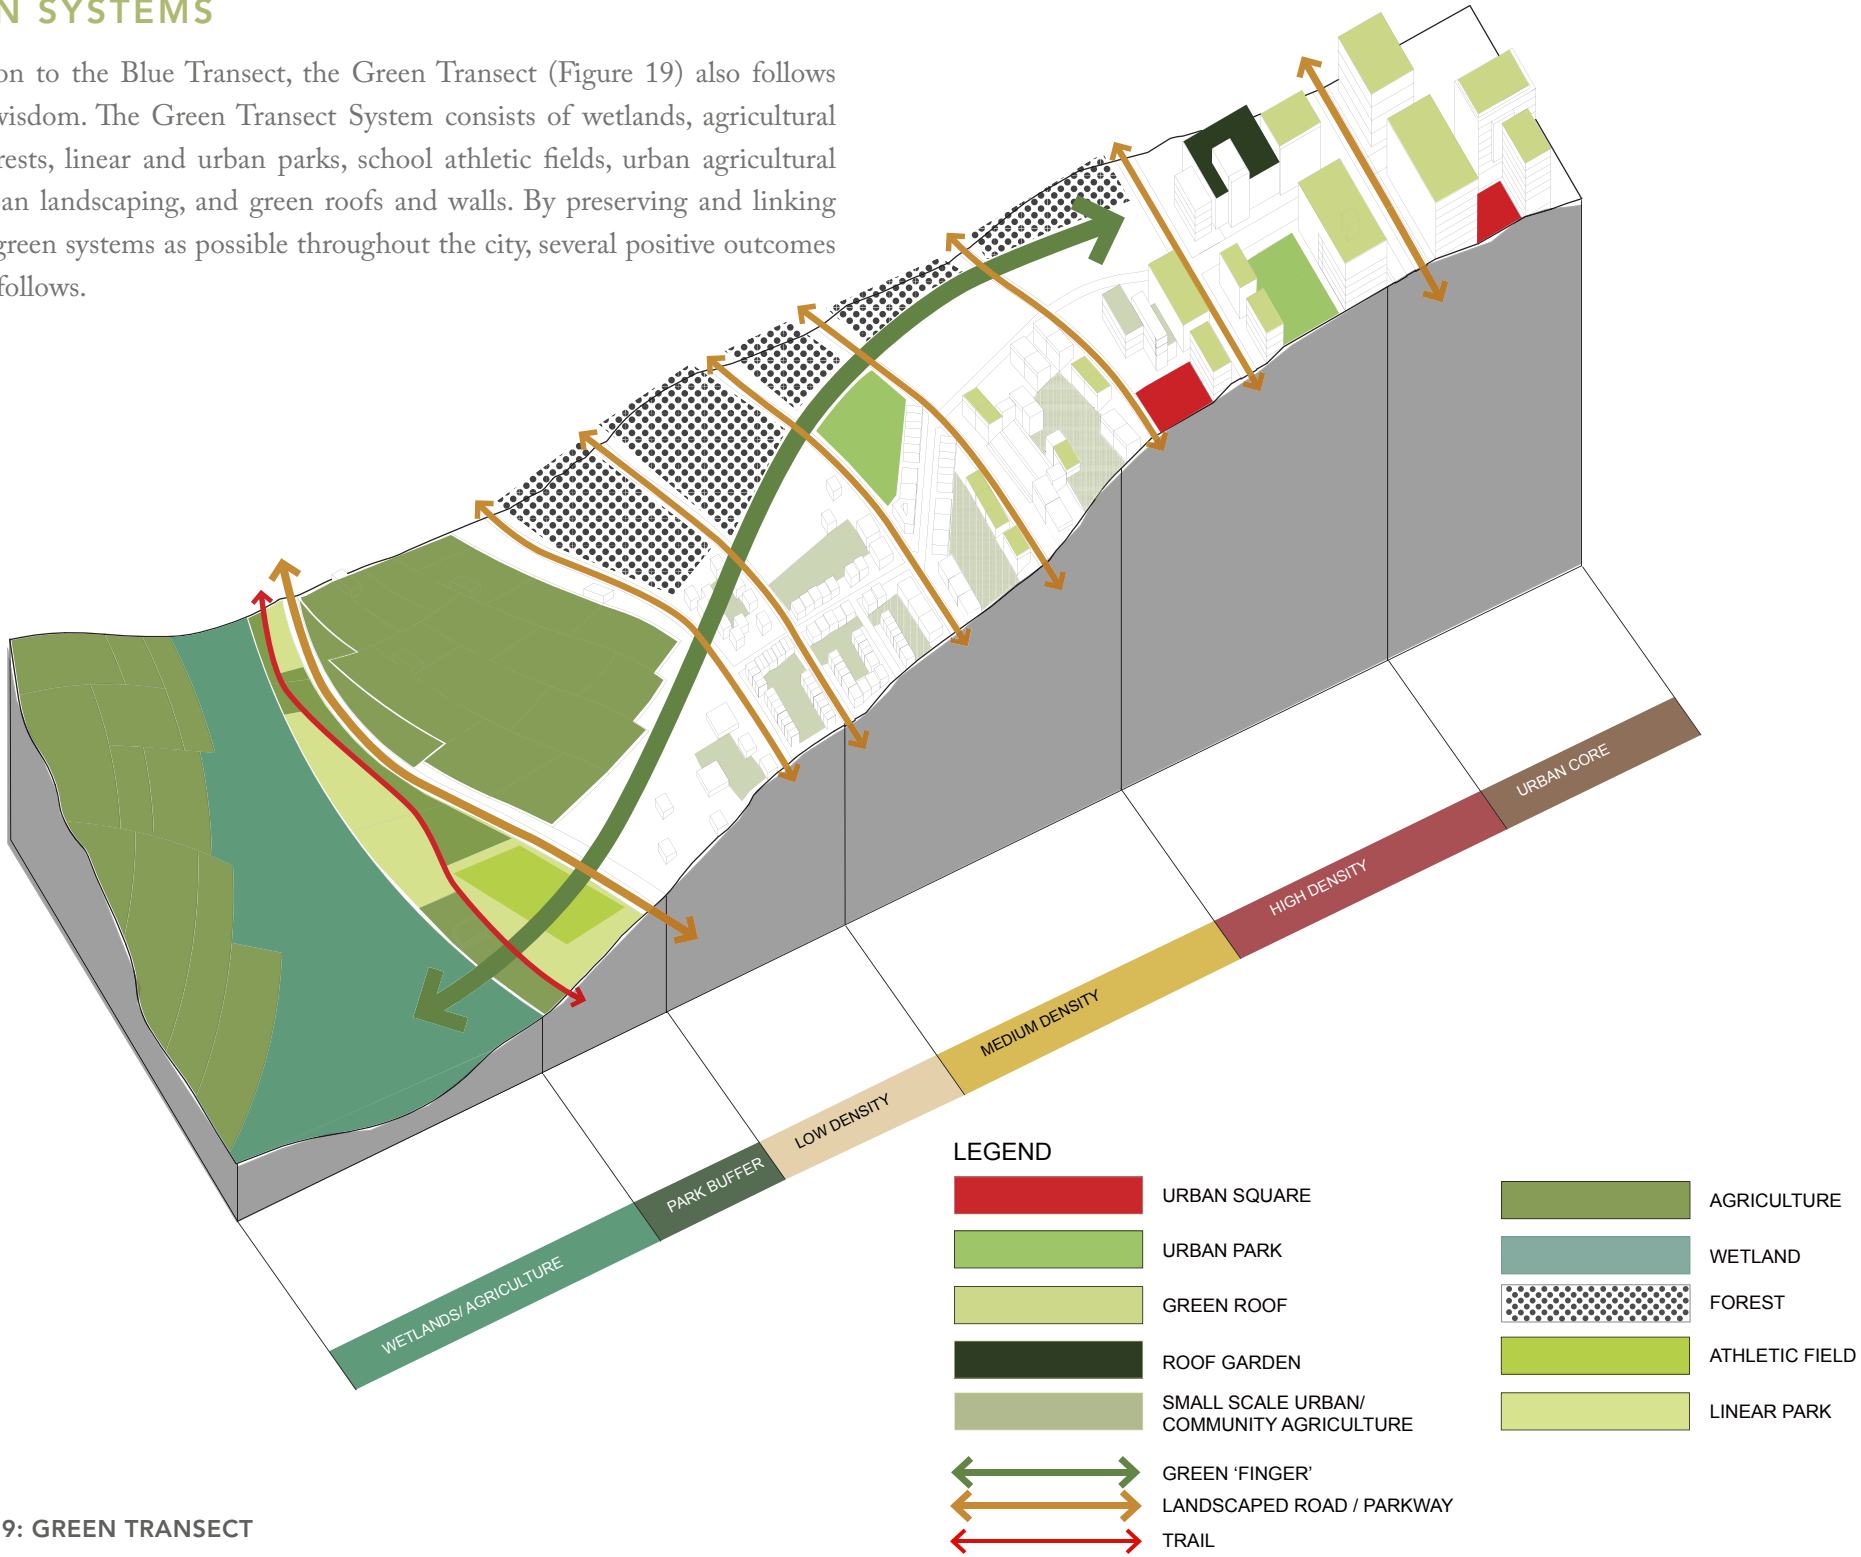 N SYSTEMS
on to the Blue Transect, the Green Transect (Figure 19) also follows
wisdom. The Green Transect System consists of wetlands, agricultural
rests, linear and urban parks, school athletic fields, urban agricultural
an landscaping, and green roofs and walls. By preserving and linking
green systems as possible throughout the city, several positive outcomes
follows.
URBAN CORE
HIGH DENSITY
MEDIUM DENSITY
LOW DENSITY
PARK BUFFER
WETLANDS/ AGRICULTURE
LEGEND
URBAN SQUARE
URBAN PARK
GREEN ROOF
ROOF GARDEN
SMALL SCALE URBAN/
COMMUNITY AGRICULTURE
GREEN ‘FINGER’
LANDSCAPED ROAD / PARKWAY
TRAIL
AGRICULTURE
WETLAND
FOREST
ATHLETIC FIELD
LINEAR PARK
9: GREEN TRANSECT